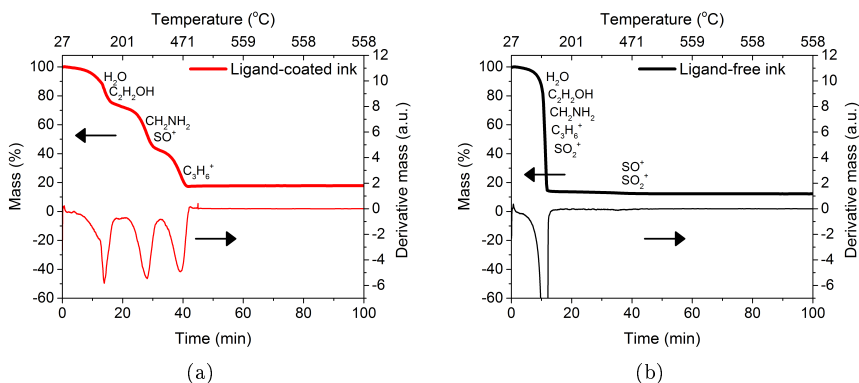 Temperature (°C)
27 201 471 559 558
Ligand-coated ink
H₂O
C₂H₂OH
CH₂NH₂
SO⁺
C₃H₆⁺
100
80
60
40
20
0
-20
-40
-60
Mass (%)
12
10
8
6
4
2
0
-2
-4
-6
Derivative mass (a.u.)
0 20 40 60 80 100
Time (min)
(a)
Temperature (°C)
27 201 471 559 558
Ligand-free ink
H₂O
C₂H₂OH
CH₂NH₂
C₃H₆⁺
SO₂⁺
SO⁺
SO₂⁺
100
80
60
40
20
0
-20
-40
-60
Mass (%)
12
10
8
6
4
2
0
-2
-4
-6
Derivative mass (a.u.)
0 20 40 60 80 100
Time (min)
(b)